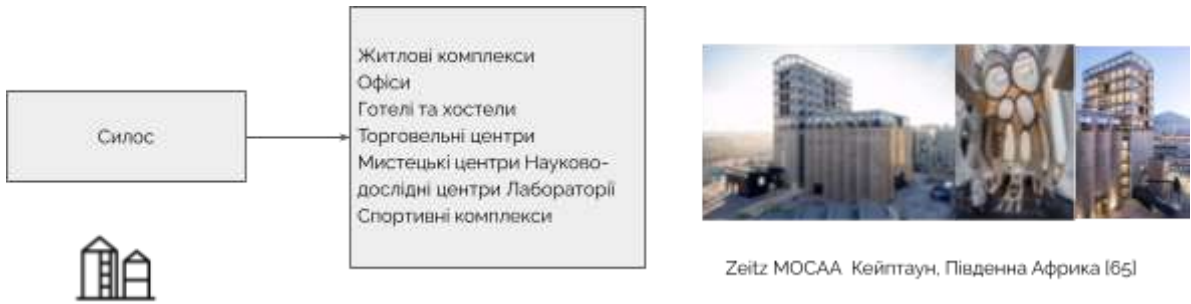 Силос
Житлові комплекси
Офіси
Готелі та хостели
Торговельні центри
Мистецькі центри Науково-
дослідні центри Лабораторії
Спортивні комплекси
Zeitz MOCAA Кейптаун, Південна Африка [65]